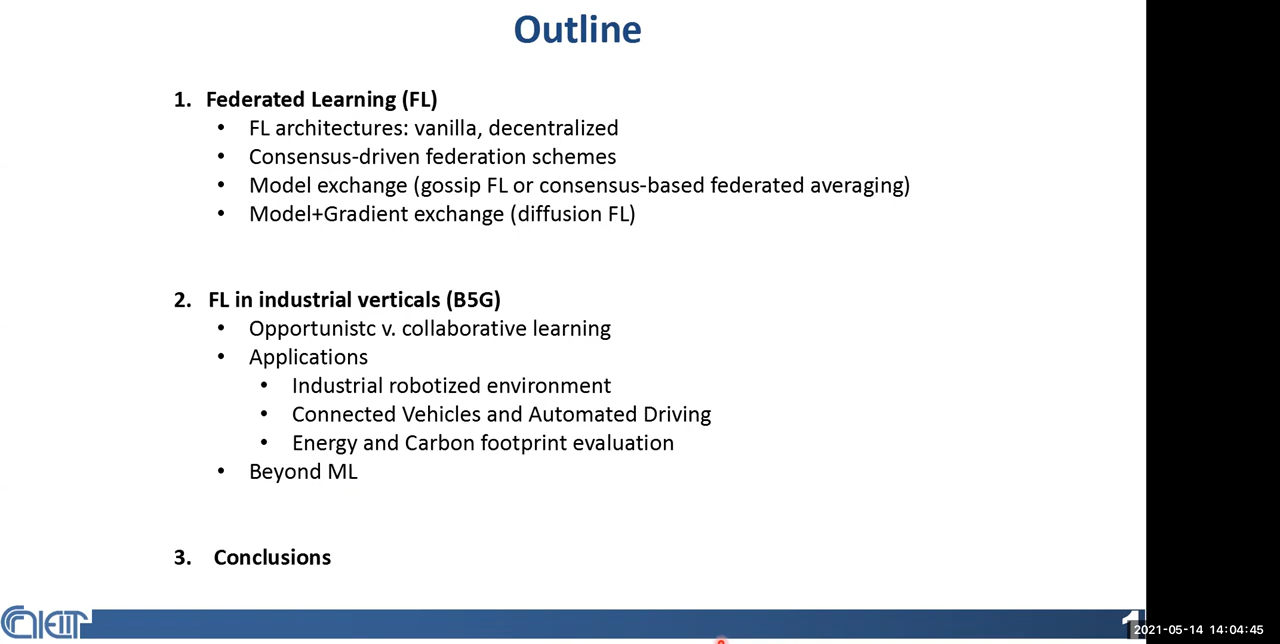 Outline
1. Federated Learning (FL)
• FL architectures: vanilla, decentralized
• Consensus-driven federation schemes
• Model exchange (gossip FL or consensus-based federated averaging)
• Model+Gradient exchange (diffusion FL)
2. FL in industrial verticals (B5G)
• Opportunistc v. collaborative learning
• Applications
• Industrial robotized environment
• Connected Vehicles and Automated Driving
• Energy and Carbon footprint evaluation
• Beyond ML
3. Conclusions
1
2021-05-14 14:04:45